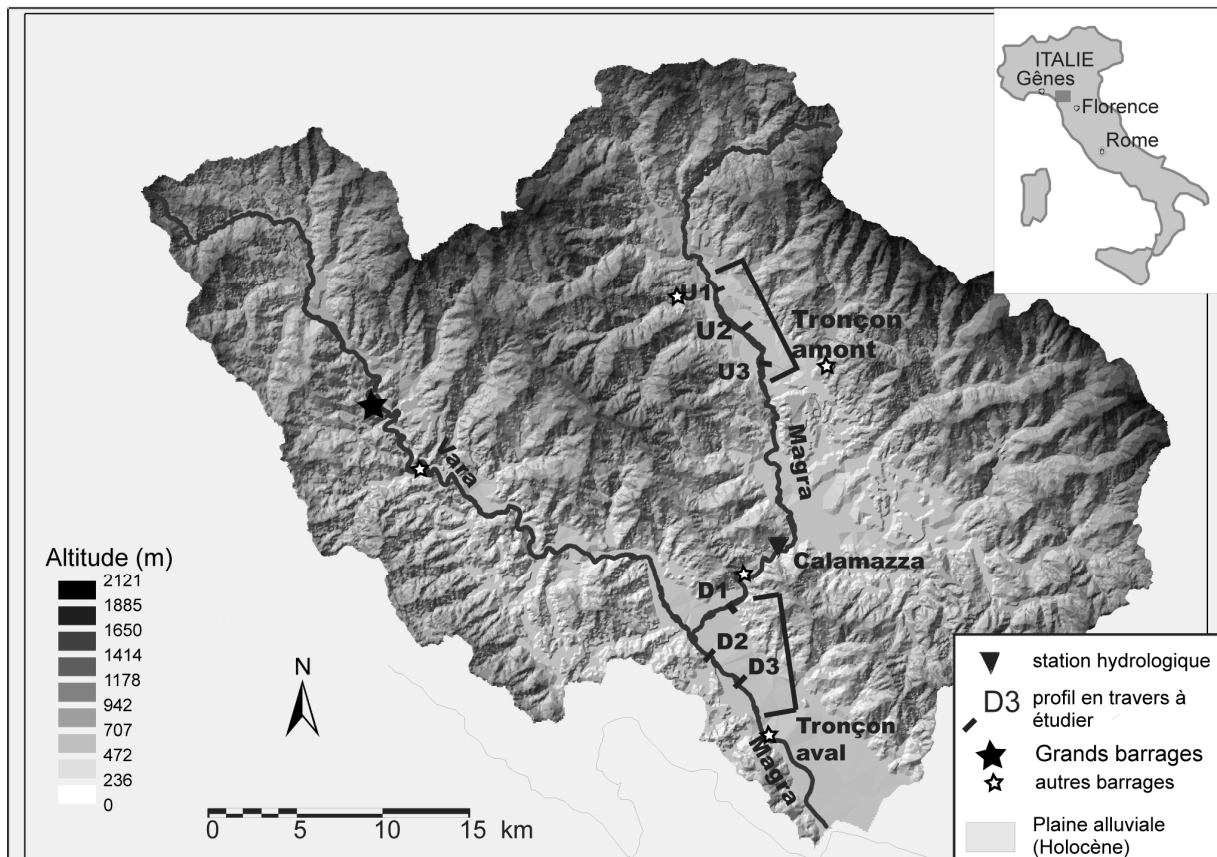 ITALIE
Gênes
Florence
Rome
U1
U2
U3
Tronçon
amont
Magra
Vara
Calamazza
D1
D2
D3
Tronçon
aval
Magra
Altitude (m)
2121
1885
1650
1414
1178
942
707
472
236
0
N
0 5 10 15 km
station hydrologique
D3 profil en travers à
étudier
Grands barrages
autres barrages
Plaine alluviale
(Holocène)